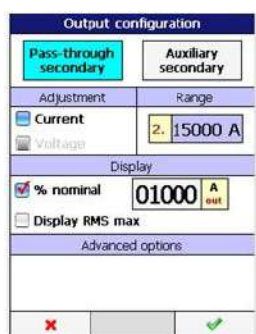 Output configuration
Pass-through secondary
Auxiliary secondary
Adjustment
Range
Current
Voltage
2. 15000 A
Display
% nominal
01000 A out
Display RMS max
Advanced options